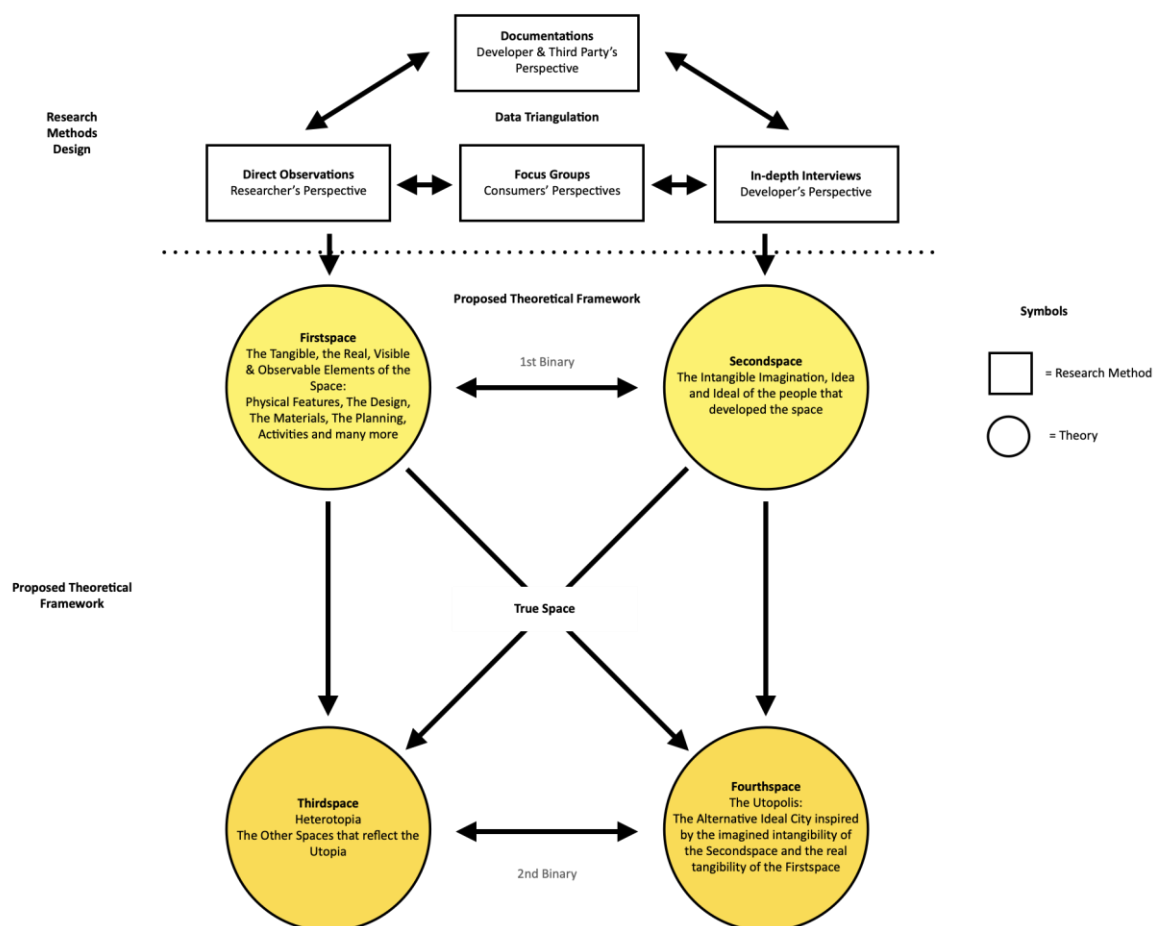 Documentations
Developer & Third Party's
Perspective
Research
Methods
Design
Data Triangulation
Direct Observations
Researcher's Perspective
Focus Groups
Consumers' Perspectives
In-depth Interviews
Developer's Perspective
Proposed Theoretical Framework
Firstspace
The Tangible, the Real, Visible
& Observable Elements of the
Space:
Physical Features, The Design,
The Materials, The Planning,
Activities and many more
1st Binary
Secondspace
The Intangible Imagination, Idea
and Ideal of the people that
developed the space
Symbols
= Research Method
= Theory
Proposed Theoretical
Framework
True Space
Thirdspace
Heterotopia
The Other Spaces that reflect the
Utopia
2nd Binary
Fourthspace
The Utopolis:
The Alternative Ideal City inspired
by the imagined intangibility of
the Secondspace and the real
tangibility of the Firstspace